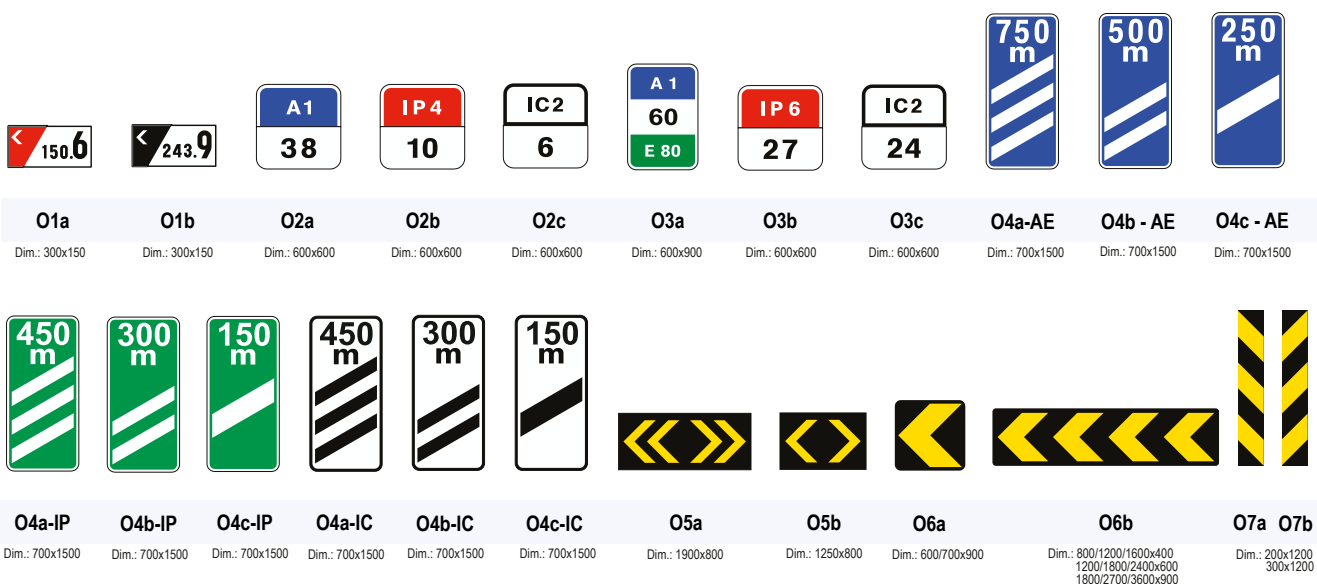 150.6
243.9
A1
38
IP4
10
IC2
6
A 1
60
E 80
IP 6
27
IC2
24
750
m
500
m
250
m
O1a O1b O2a O2b O2c O3a O3b O3c O4a-AE O4b - AE O4c - AE
Dim.: 300x150 Dim.: 300x150 Dim.: 600x600 Dim.: 600x600 Dim.: 600x600 Dim.: 600x900 Dim.: 600x600 Dim.: 600x600 Dim.: 700x1500 Dim.: 700x1500 Dim.: 700x1500
450
m
300
m
150
m
450
m
300
m
150
m
O4a-IP O4b-IP O4c-IP O4a-IC O4b-IC O4c-IC O5a O5b O6a O6b O7a O7b
Dim.: 700x1500 Dim.: 700x1500 Dim.: 700x1500 Dim.: 700x1500 Dim.: 700x1500 Dim.: 700x1500 Dim.: 1900x800 Dim.: 1250x800 Dim.: 600/700x900 Dim.: 800/1200/1600x400 Dim.: 200x1200
1200/1800/2400x600 300x1200
1800/2700/3600x900